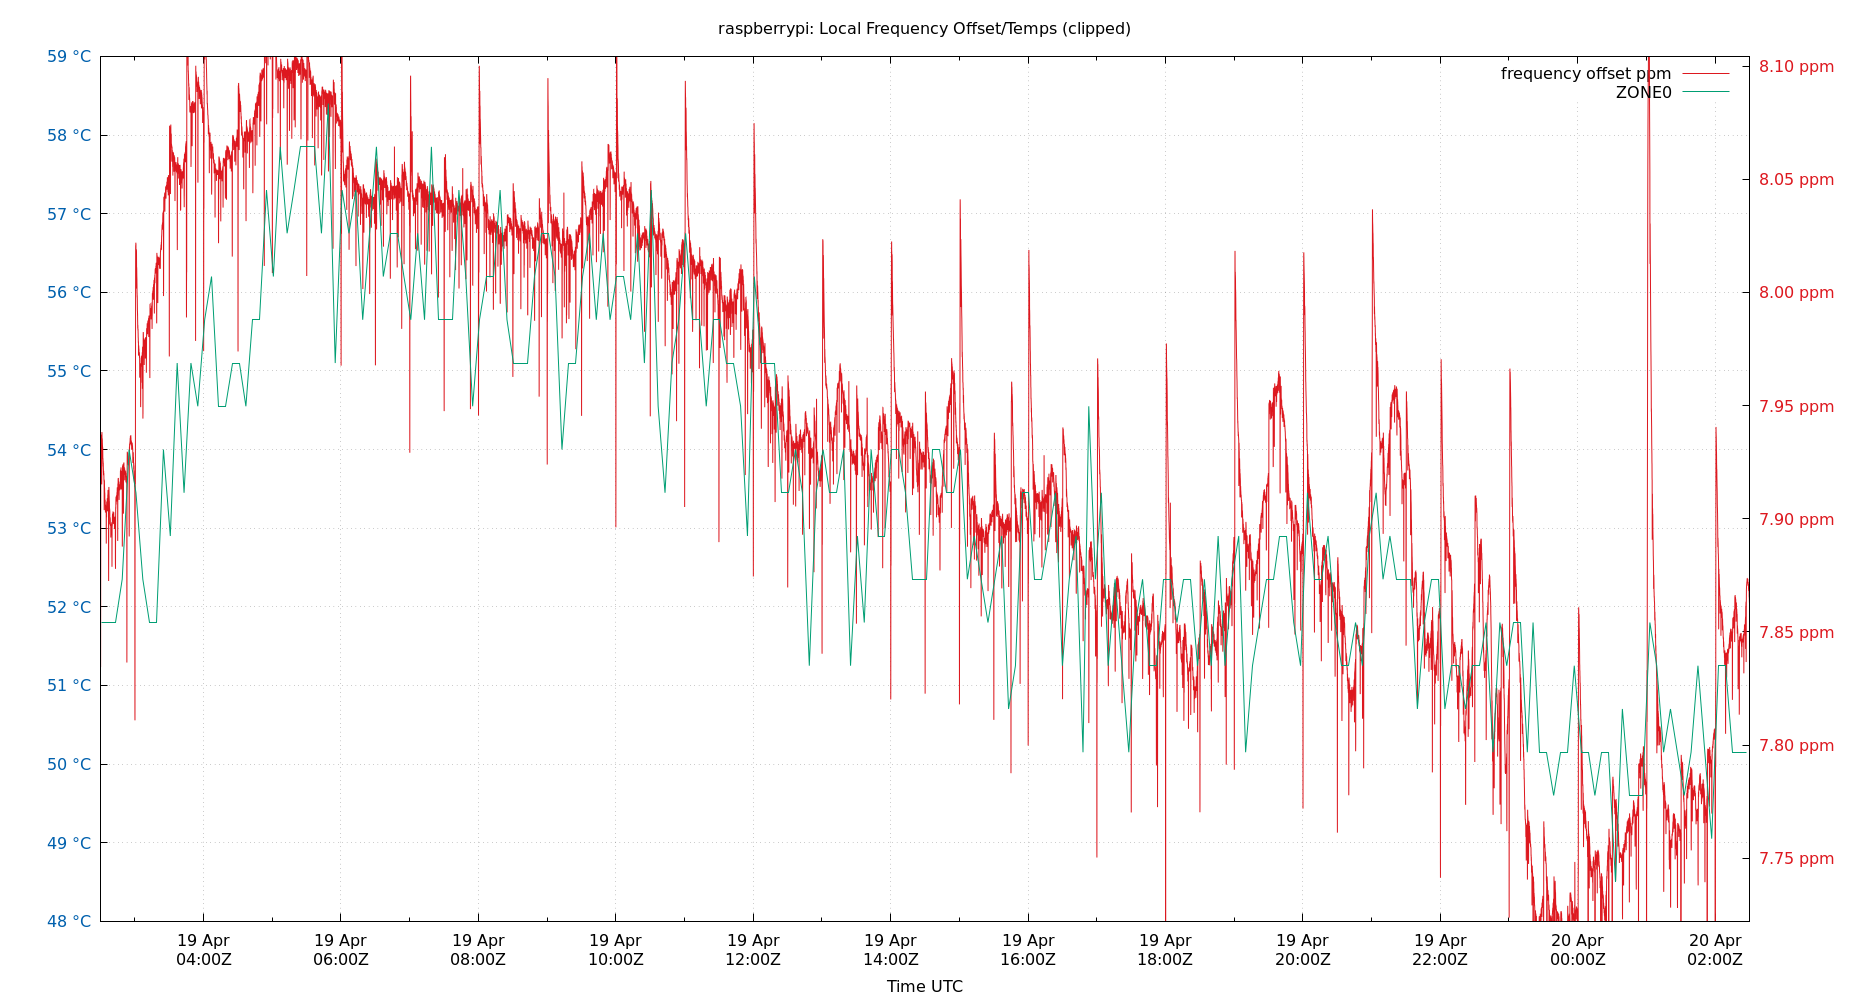 raspberrypi: Local Frequency Offset/Temps (clipped)
frequency offset ppm
ZONE0
59 °C
58 °C
57 °C
56 °C
55 °C
54 °C
53 °C
52 °C
51 °C
50 °C
49 °C
48 °C
8.10 ppm
8.05 ppm
8.00 ppm
7.95 ppm
7.90 ppm
7.85 ppm
7.80 ppm
7.75 ppm
19 Apr
04:00Z
19 Apr
06:00Z
19 Apr
08:00Z
19 Apr
10:00Z
19 Apr
12:00Z
19 Apr
14:00Z
19 Apr
16:00Z
19 Apr
18:00Z
19 Apr
20:00Z
19 Apr
22:00Z
20 Apr
00:00Z
20 Apr
02:00Z
Time UTC